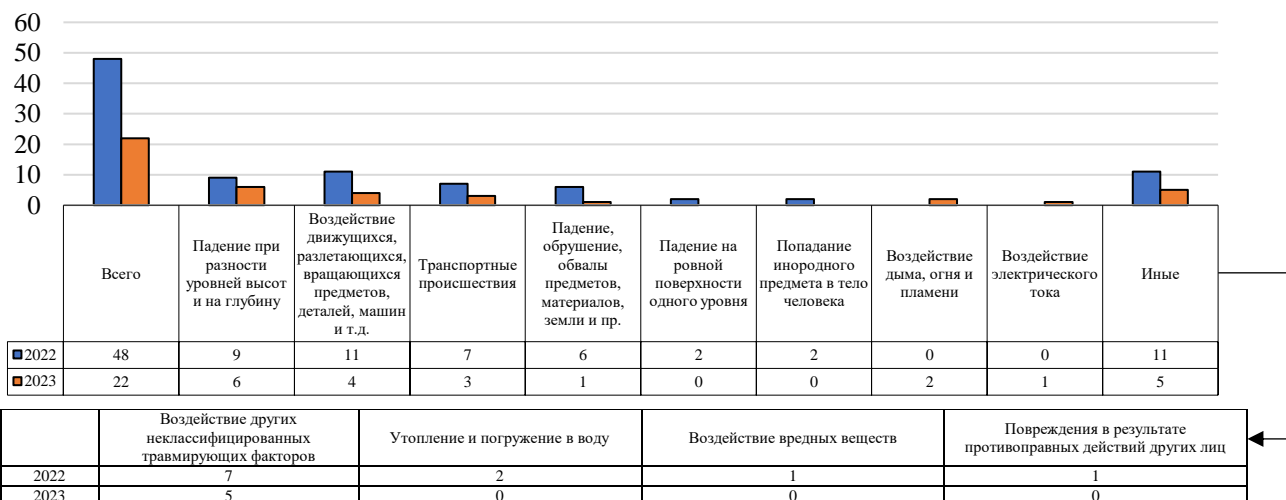 60
50
40
30
20
10
0
Всего
Падение при
разности
уровней высот
и на глубину
Воздействие
движущихся,
разлетающихся,
вращающихся
предметов,
деталей, машин
и т.д.
Транспортные
происшествия
Падение,
обрушение,
обвалы
предметов,
материалов,
земли и пр.
Падение на
ровной
поверхности
одного уровня
Попадание
инородного
предмета в тело
человека
Воздействие
дыма, огня и
пламени
Воздействие
электрического
тока
Иные
2022 48 9 11 7 6 2 2 0 0 11
2023 22 6 4 3 1 0 0 2 1 5
Воздействие других
неклассифицированных
травмирующих факторов
Утопление и погружение в воду
Воздействие вредных веществ
Повреждения в результате
противоправных действий других лиц
2022 7 2 1 1
2023 5 0 0 0